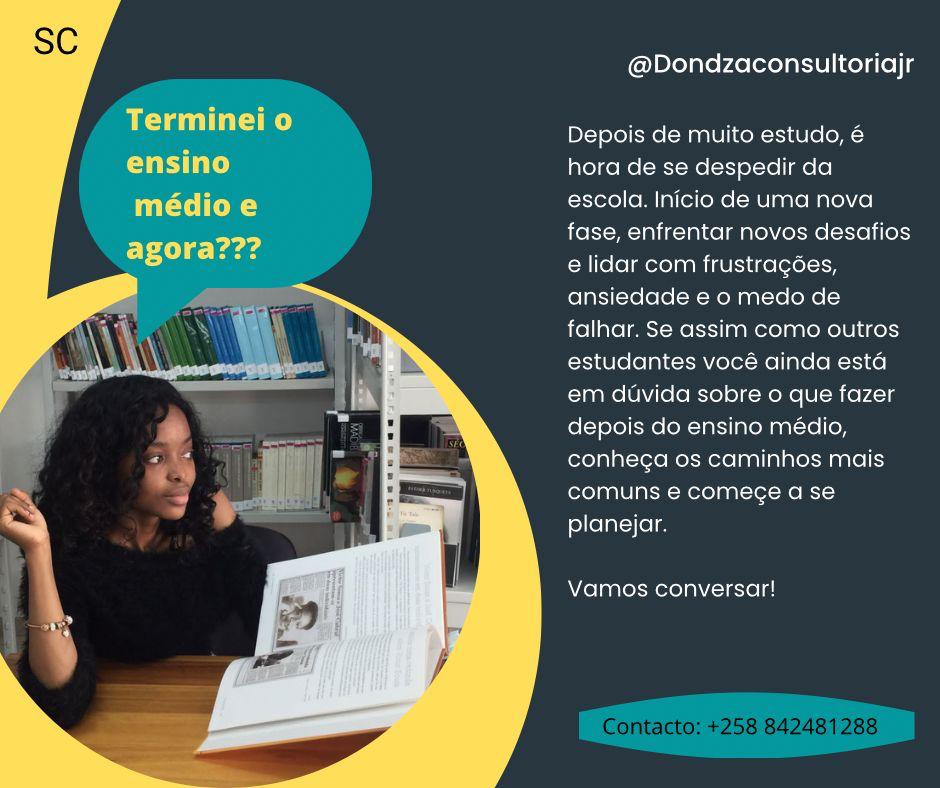 SC
@Dondzaconsultoriajr
Terminei o
ensino
médio e
agora???
Depois de muito estudo, é
hora de se despedir da
escola. Início de uma nova
fase, enfrentar novos desafios
e lidar com frustrações,
ansiedade e o medo de
falhar. Se assim como outros
estudantes você ainda está
em dúvida sobre o que fazer
depois do ensino médio,
conheça os caminhos mais
comuns e começe a se
planejar.
Vamos conversar!
Contacto: +258 842481288